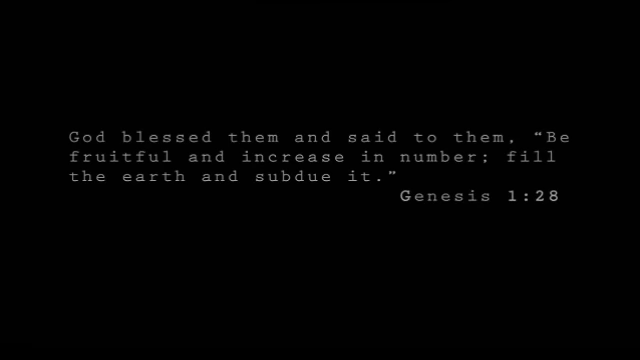 God blessed them and said to them, “Be
fruitful and increase in number; fill
the earth and subdue it.”
Genesis 1:28